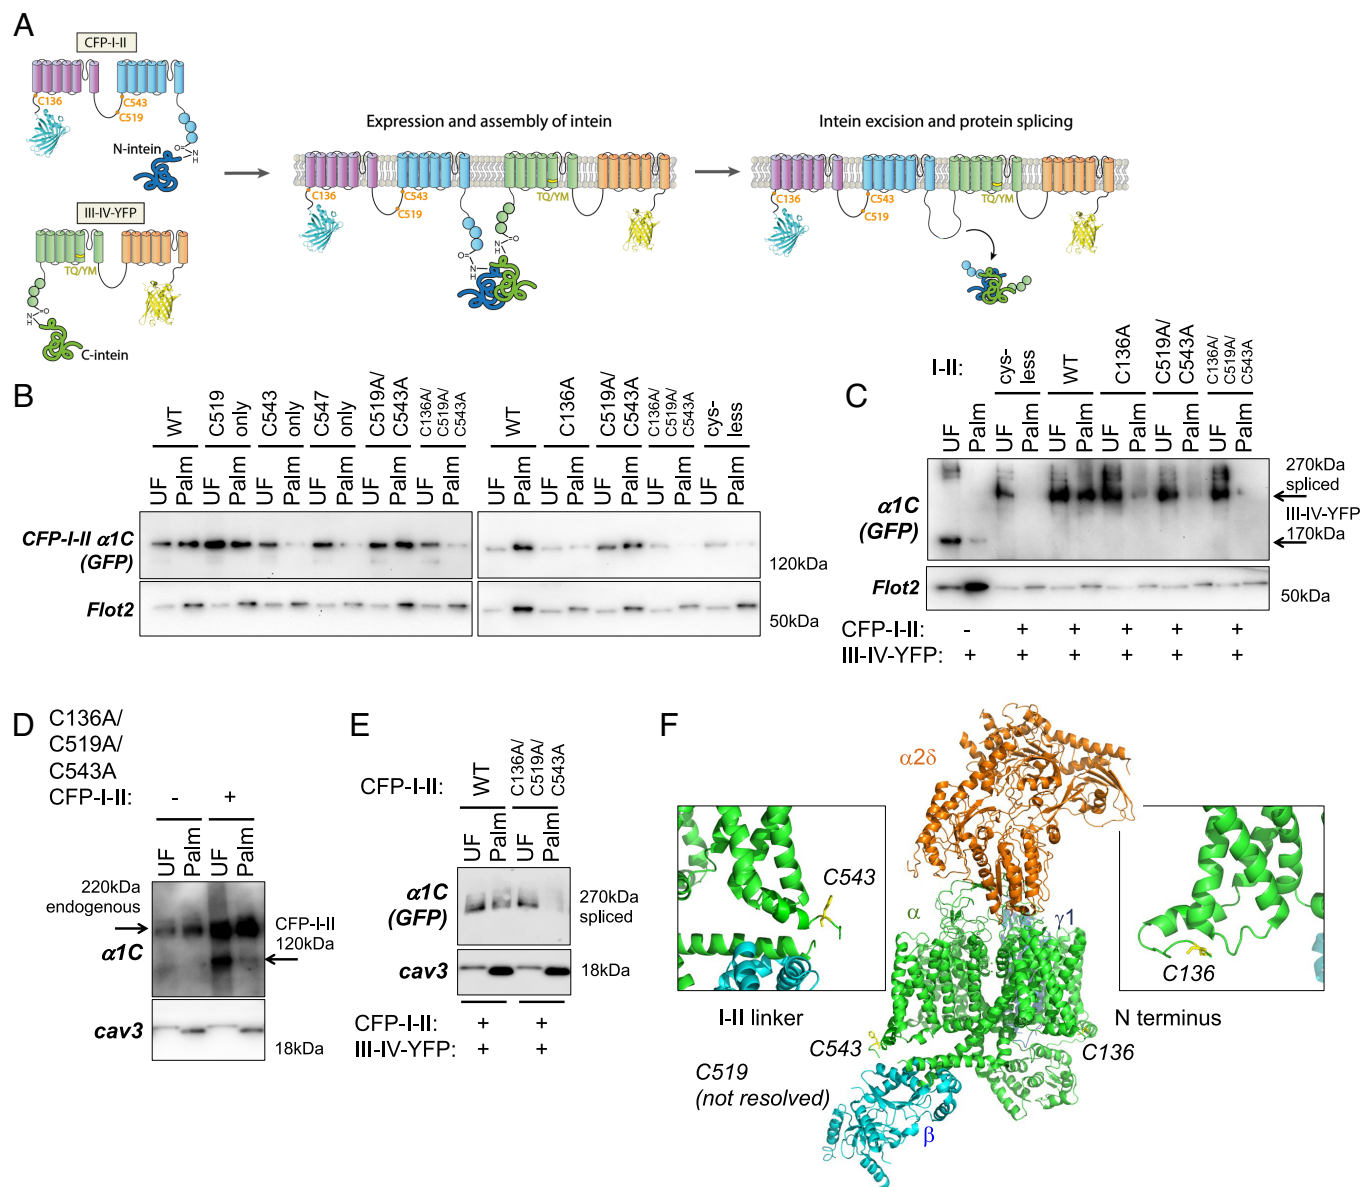 A
CFP-I-II
C136
C543
C519
N-intein
O
N
H
III-IV-YFP
TQ/YM
N
H
O
C-intein
Expression and assembly of intein
C136
C543
C519
TQ/YM
O
N
H
N
H
O
Intein excision and protein splicing
C136
C543
C519
TQ/YM
B
WT
C519 only
C543 only
C547 only
C519A/ C543A
C136A/ C519A/ C543A
WT
C136A
C519A/ C543A
C136A/ C519A/ C543A
cys- less
UF Palm UF Palm UF Palm UF Palm UF Palm UF Palm UF Palm UF Palm UF Palm UF Palm UF Palm
CFP-I-II α1C
(GFP)
120kDa
Flot2
50kDa
C
I-II: cys- less WT C136A C519A/ C543A C136A/ C519A/ C543A
UF Palm UF Palm UF Palm UF Palm UF Palm UF Palm
α1C
(GFP)
270kDa
spliced
III-IV-YFP
170kDa
Flot2
50kDa
CFP-I-II: - + + + + +
III-IV-YFP: + + + + + +
D
C136A/
C519A/
C543A
CFP-I-II: - +
UF Palm UF Palm
220kDa
endogenous
α1C
CFP-I-II
120kDa
cav3
18kDa
E
CFP-I-II: WT C136A/ C519A/ C543A
UF Palm UF Palm
α1C
(GFP)
270kDa
spliced
cav3
18kDa
CFP-I-II: + +
III-IV-YFP: + +
F
α2δ
C543
α
γ1
C136
I-II linker
N terminus
C543
C136
C519
(not resolved)
β